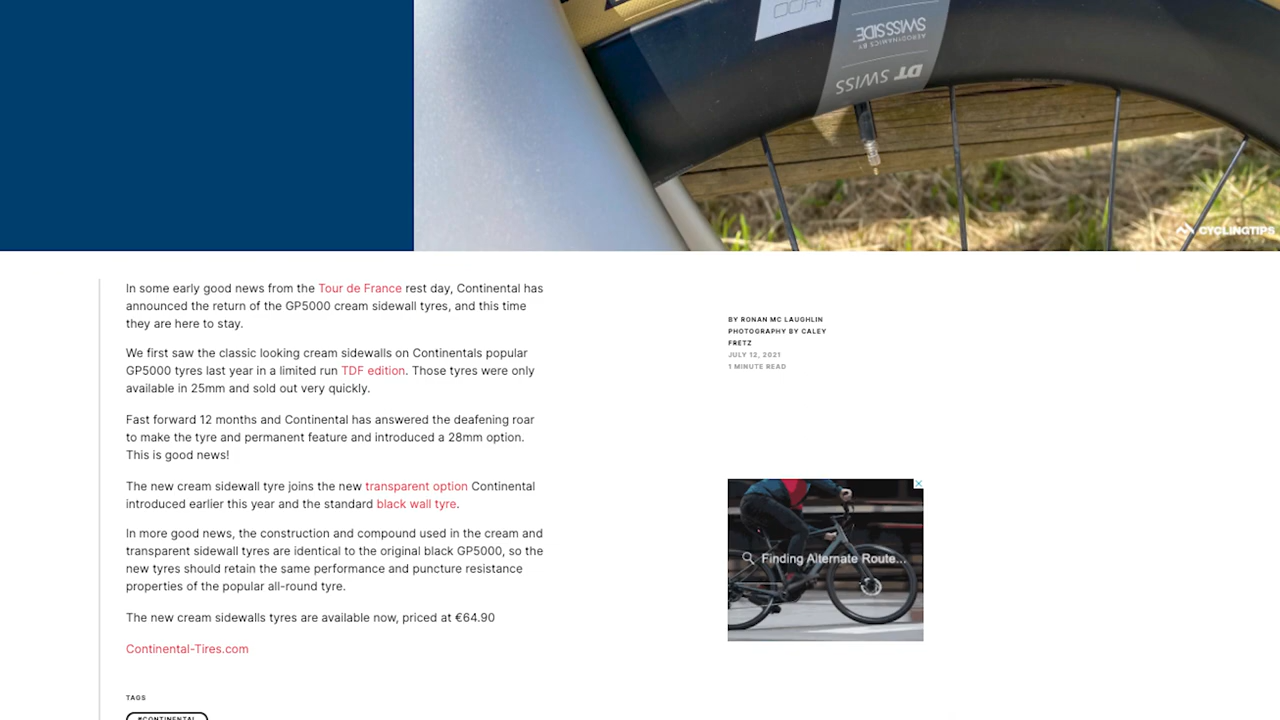 SWISSSIDE
AERODYNAMICS BY
DT SWISS
CYCLINGTIPS
In some early good news from the Tour de France rest day, Continental has
announced the return of the GP5000 cream sidewall tyres, and this time
they are here to stay.
We first saw the classic looking cream sidewalls on Continentals popular
GP5000 tyres last year in a limited run TDF edition. Those tyres were only
available in 25mm and sold out very quickly.
Fast forward 12 months and Continental has answered the deafening roar
to make the tyre and permanent feature and introduced a 28mm option.
This is good news!
The new cream sidewall tyre joins the new transparent option Continental
introduced earlier this year and the standard black wall tyre.
In more good news, the construction and compound used in the cream and
transparent sidewall tyres are identical to the original black GP5000, so the
new tyres should retain the same performance and puncture resistance
properties of the popular all-round tyre.
The new cream sidewalls tyres are available now, priced at €64.90
Continental-Tires.com
TAGS
#CONTINENTAL
BY RONAN MC LAUGHLIN
PHOTOGRAPHY BY CALEY
FRETZ
JULY 12, 2021
1 MINUTE READ
Finding Alternate Route...